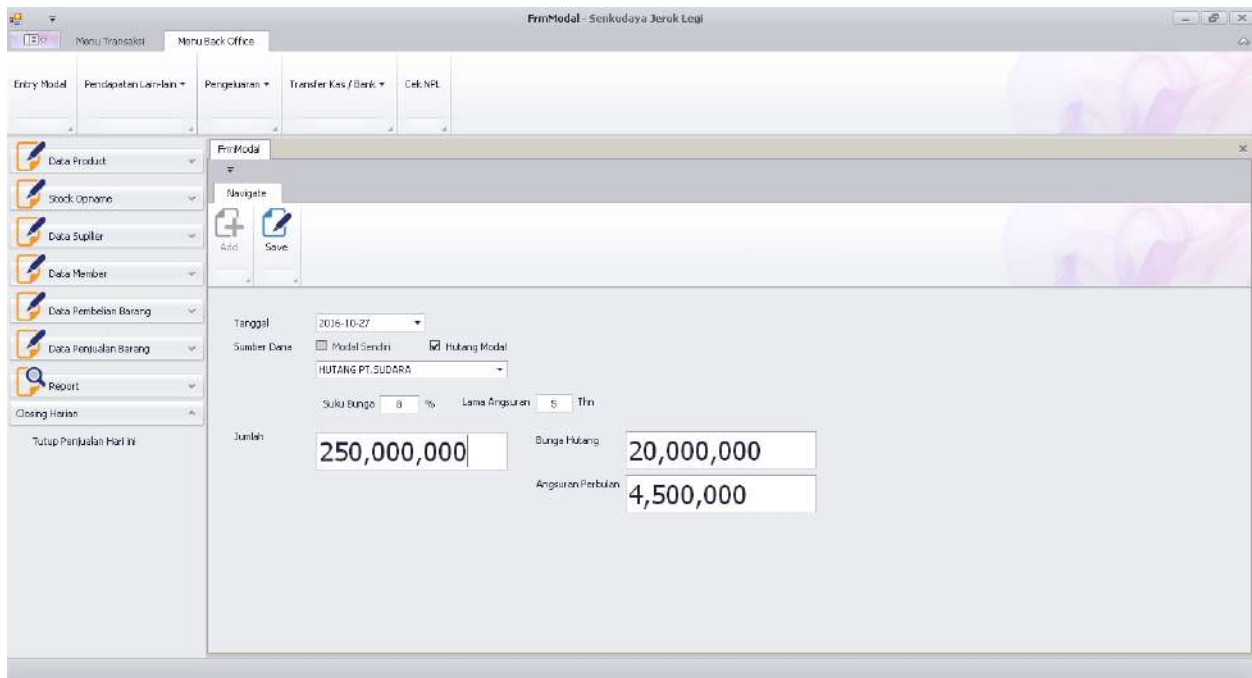 FrmModal - Senkudaya Jerok Legi
Menu Transaksi Menu Back Office
Entry Modal Pendapatan Lain-lain Pengeluaran Transfer Kas / Bank Cek NPL
Data Product
Stock Opname
Data Suplier
Data Member
Data Pembelian Barang
Data Penjualan Barang
Report
Closing Harian
Tutup Penjualan Hari ini
FrmModal
Navigate
Add Save
Tanggal 2016-10-27
Sumber Dana Modal Sendiri Hutang Modal
HUTANG PT.SUDARA
Suku Bunga 8 % Lama Angsuran 5 Thn
Jumlah 250,000,000 Bunga Hutang 20,000,000
Angsuran Perbulan 4,500,000